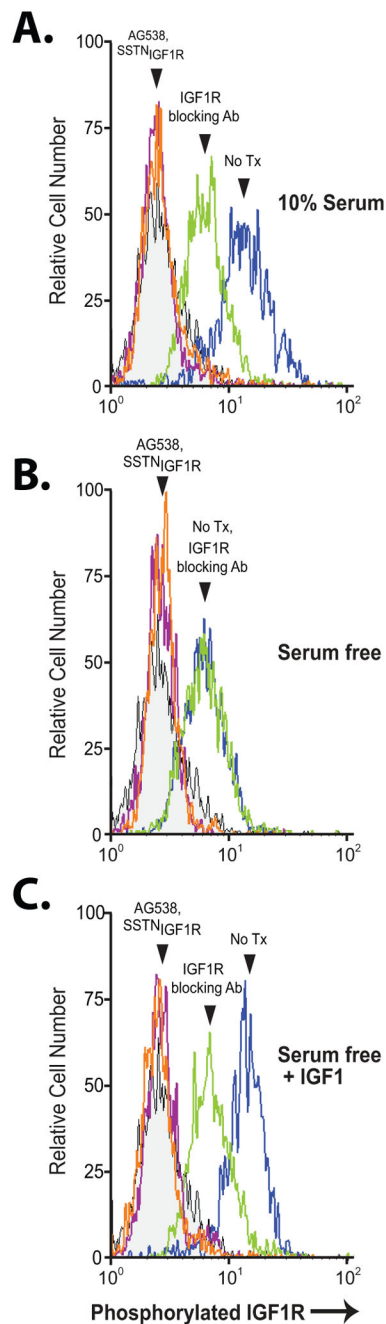 A.
AG538,
SSTNIGF1R
IGF1R
blocking Ab
No Tx
10% Serum
100
75
50
25
0
Relative Cell Number
10⁰
10¹
10²
B.
AG538,
SSTNIGF1R
No Tx,
IGF1R
blocking Ab
Serum free
100
75
50
25
0
Relative Cell Number
10⁰
10¹
10²
C.
AG538,
SSTNIGF1R
IGF1R
blocking Ab
No Tx
Serum free
+ IGF1
100
75
50
25
0
Relative Cell Number
10⁰
10¹
10²
Phosphorylated IGF1R